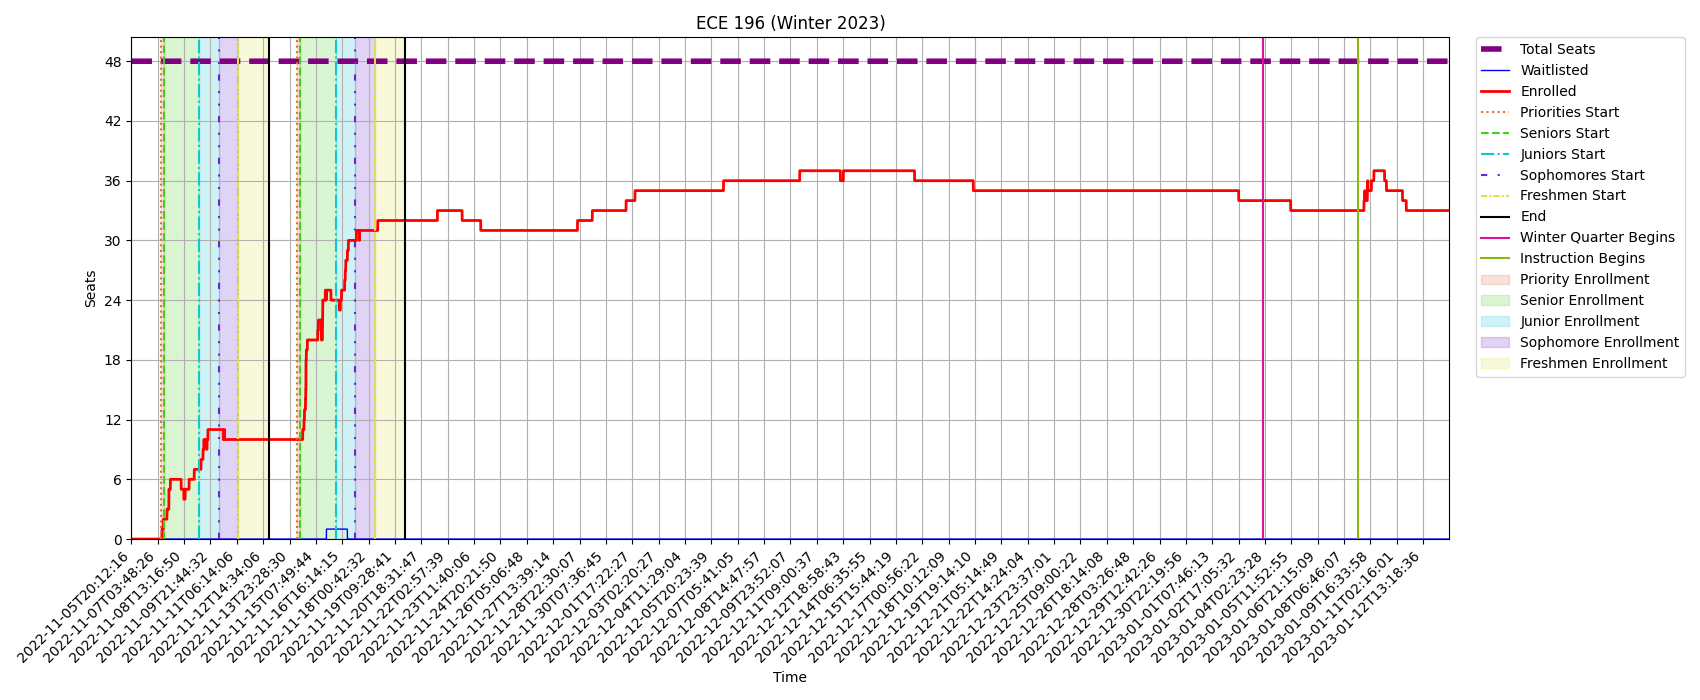 ECE 196 (Winter 2023)
Total Seats
Waitlisted
Enrolled
Priorities Start
Seniors Start
Juniors Start
Sophomores Start
Freshmen Start
End
Winter Quarter Begins
Instruction Begins
Priority Enrollment
Senior Enrollment
Junior Enrollment
Sophomore Enrollment
Freshmen Enrollment
Seats
48
42
36
30
24
18
12
6
0
2022-11-05T20:12:16
2022-11-07T03:48:26
2022-11-08T13:16:50
2022-11-09T21:44:32
2022-11-11T06:14:06
2022-11-12T14:34:06
2022-11-13T23:28:30
2022-11-15T07:49:44
2022-11-16T16:14:15
2022-11-18T00:42:32
2022-11-19T09:28:41
2022-11-20T18:31:47
2022-11-22T02:57:39
2022-11-23T11:40:06
2022-11-24T20:21:50
2022-11-26T05:06:48
2022-11-27T13:39:14
2022-11-28T22:30:07
2022-11-30T07:36:45
2022-12-01T17:22:27
2022-12-03T02:20:27
2022-12-04T11:29:04
2022-12-05T20:23:39
2022-12-07T05:41:05
2022-12-08T14:47:57
2022-12-09T23:52:07
2022-12-11T09:00:37
2022-12-12T18:58:43
2022-12-14T06:35:55
2022-12-15T15:44:19
2022-12-17T00:56:22
2022-12-18T10:12:09
2022-12-19T19:14:10
2022-12-21T05:14:49
2022-12-22T14:24:04
2022-12-23T23:37:01
2022-12-25T09:00:22
2022-12-26T18:14:08
2022-12-28T03:26:48
2022-12-29T12:42:26
2022-12-30T22:19:56
2023-01-01T07:46:13
2023-01-02T17:05:32
2023-01-04T02:23:28
2023-01-05T11:52:55
2023-01-06T21:15:09
2023-01-08T06:46:07
2023-01-09T16:33:58
2023-01-11T02:16:01
2023-01-12T13:18:36
Time